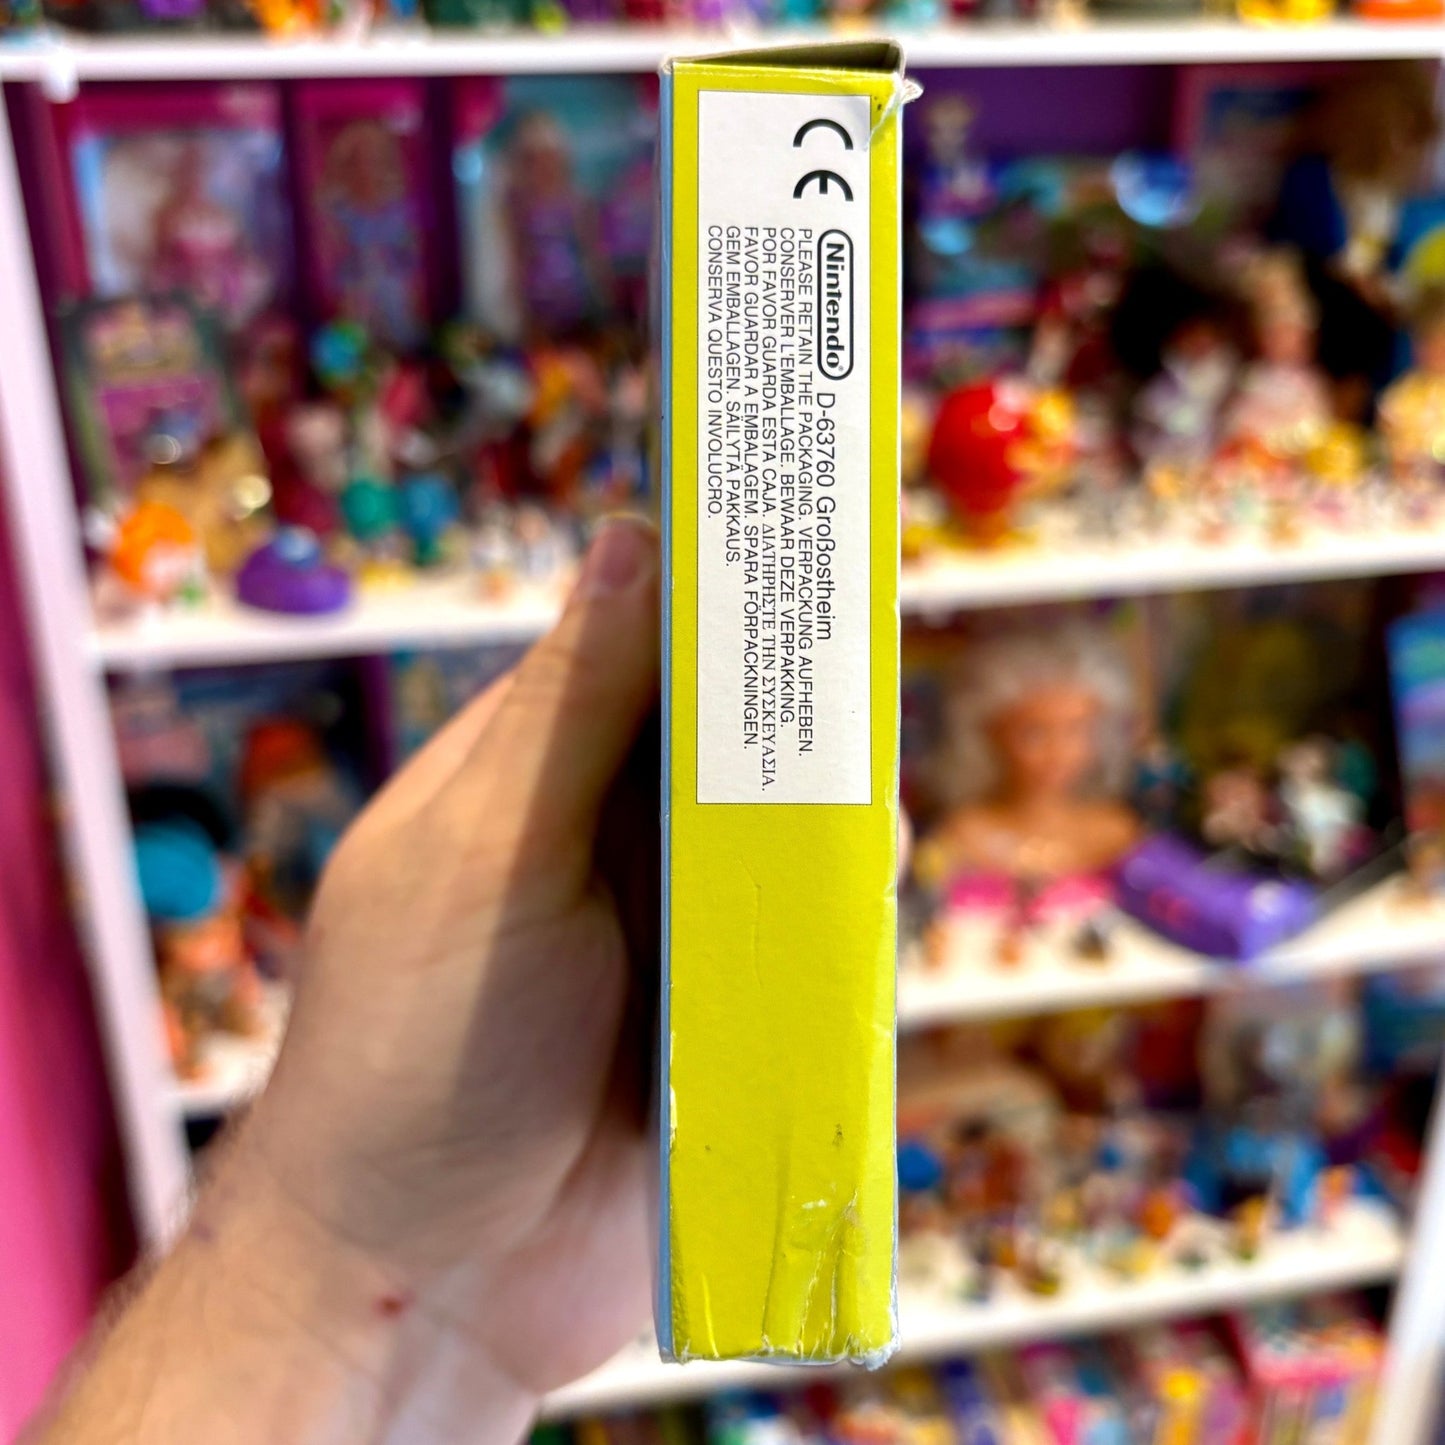 CE
Nintendo® D-63760 Großostheim
PLEASE RETAIN THE PACKAGING. VERPACKUNG AUFHEBEN.
CONSERVER L'EMBALLAGE. BEWAAR DEZE VERPAKKING.
POR FAVOR GUARDA ESTA CAJA. ΔΙΑΤΗΡΗΣΤΕ ΤΗΝ ΣΥΣΚΕΥΑΣΙΑ.
FAVOR GUARDAR A EMBALAGEM. SPARA FÖRPACKNINGEN.
GEM EMBALLAGEN. SÄILYTÄ PAKKAUS.
CONSERVA QUESTO INVOLUCRO.